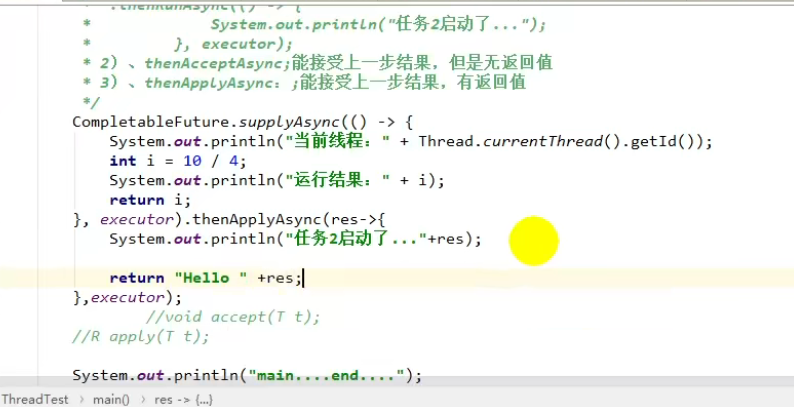 * .thenRunAsync(() -> {
* System.out.println("任务2启动了...");
* }, executor);
* 2）、thenAcceptAsync;能接受上一步结果，但是无返回值
* 3）、thenApplyAsync：;能接受上一步结果，有返回值
*/
CompletableFuture.supplyAsync(() -> {
System.out.println("当前线程：" + Thread.currentThread().getId());
int i = 10 / 4;
System.out.println("运行结果：" + i);
return i;
}, executor).thenApplyAsync(res->{
System.out.println("任务2启动了..."+res);
return "Hello " +res;
},executor);
//void accept(T t);
//R apply(T t);
System.out.println("main....end....");
ThreadTest > main() > res -> {...}